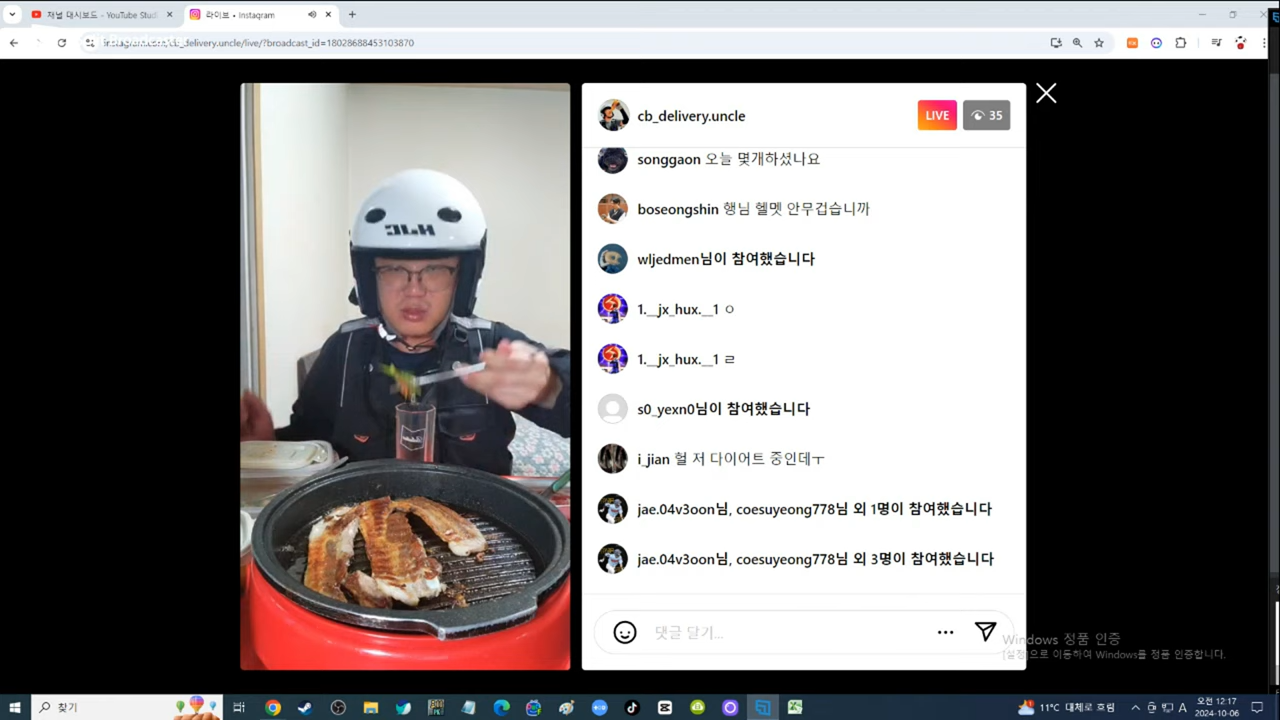 채널 대시보드 - YouTube Stud
라이브 • Instagram
_delivery.uncle/live/?broadcast_id=18028688453103870
cb_delivery.uncle
LIVE
35
songgaon 오늘 몇개하셨나요
boseongshin 행님 헬멧 안무겁습니까
wljedmen님이 참여했습니다
1.__jx_hux.__1 ㅇ
1.__jx_hux.__1 ㄹ
s0_yexn0님이 참여했습니다
i_jian 헐 저 다이어트 중인데ㅜ
jae.04v3oon님, coesuyeong778님 외 1명이 참여했습니다
jae.04v3oon님, coesuyeong778님 외 3명이 참여했습니다
댓글 달기...
Windows 정품 인증
[설정]으로 이동하여 Windows를 정품 인증합니다.
찾기
11°C 대체로 흐림
A
오전 12:17
2024-10-06